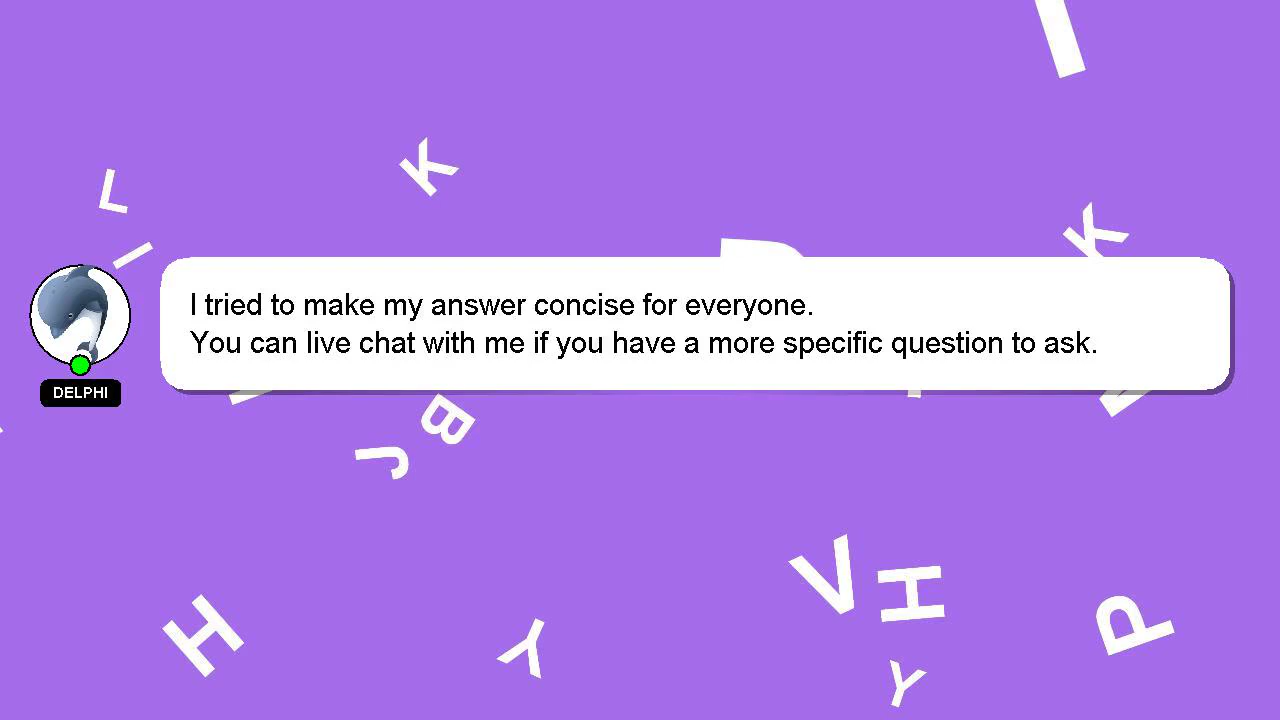 I
K
L
I
K
I tried to make my answer concise for everyone.
You can live chat with me if you have a more specific question to ask.
DELPHI
B
J
V
H
P
H
Y
Y